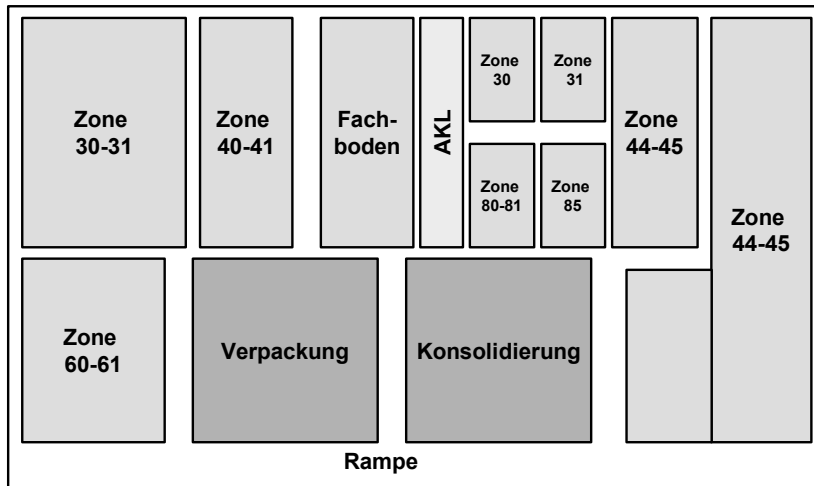 Zone
30-31
Zone
40-41
Fach-
boden
AKL
Zone
30
Zone
31
Zone
80-81
Zone
85
Zone
44-45
Zone
44-45
Zone
60-61
Verpackung
Konsolidierung
Rampe